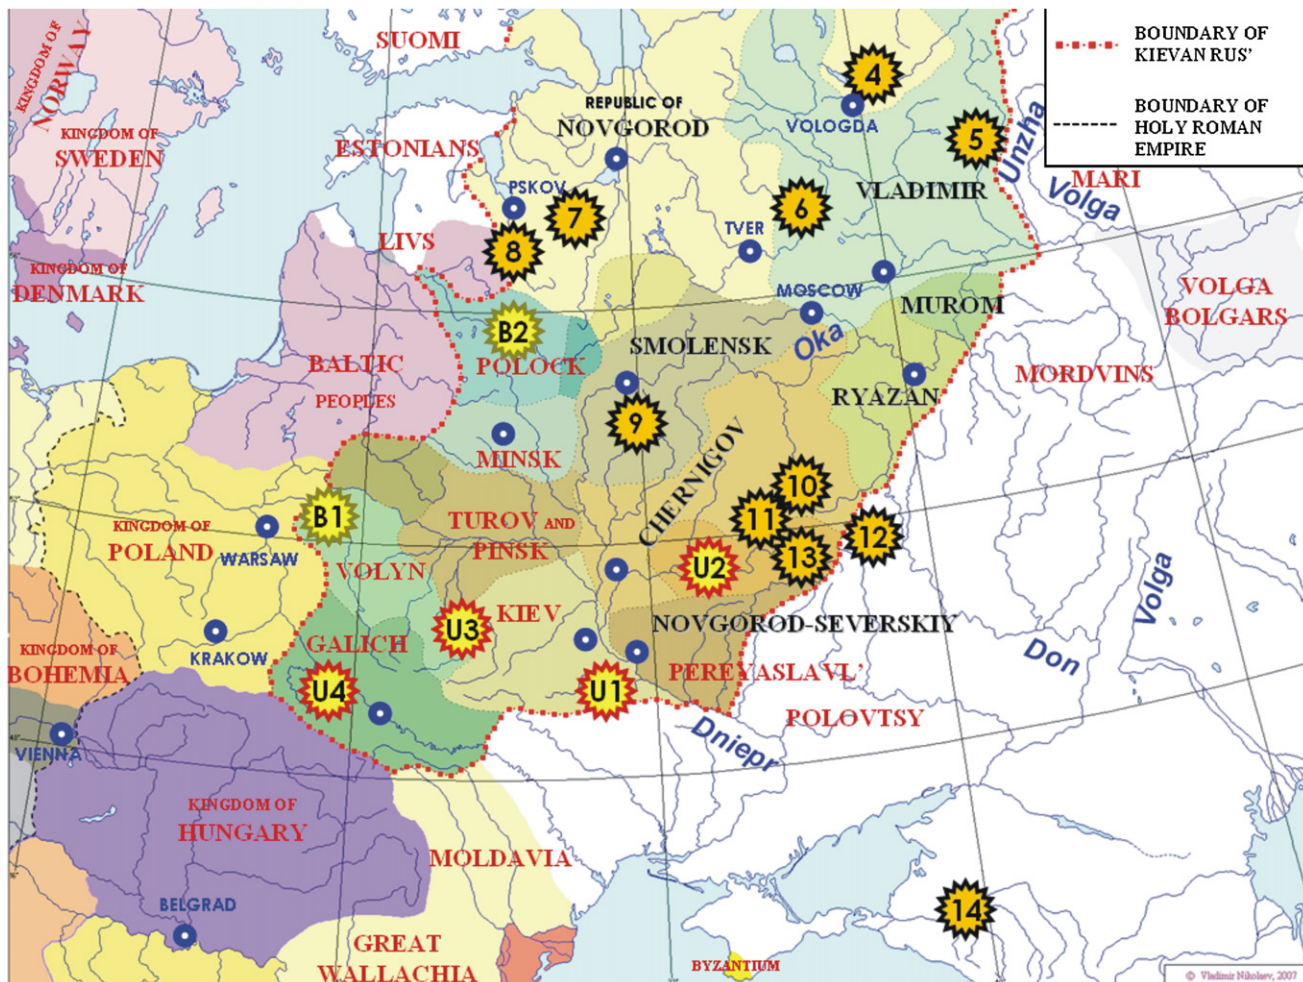 SUOMI
KINGDOM OF
NORWAY
KINGDOM OF
SWEDEN
ESTONIANS
REPUBLIC OF
NOVGOROD
4
VOLOGDA
5
Unzha
BOUNDARY OF
KIEVAN RUS'
BOUNDARY OF
HOLY ROMAN
EMPIRE
MARI
Volga
VLADIMIR
PSKOV
7
6
TVER
8
LIVS
KINGDOM OF
DENMARK
MOSCOW
MUROM
VOLGA
BOLGARS
B2
POLOCK
SMOLENSK
Oka
BALTIC
PEOPLES
RYAZAN
MORDVINS
9
MINSK
CHERNIGOV
10
11
12
13
B1
KINGDOM OF
POLAND
WARSAW
TUROV AND
PINSK
VOLYN
U2
Volga
KIEV
U3
NOVGOROD-SEVERSKIY
GALICH
KRAKOW
KINGDOM OF
BOHEMIA
Don
PEREYASLAVL'
U4
U1
POLOVTSY
Dniepr
VIENNA
KINGDOM OF
HUNGARY
MOLDAVIA
BELGRAD
14
GREAT
WALLACHIA
BYZANTIUM
© Vladimir Nikolaev, 2007